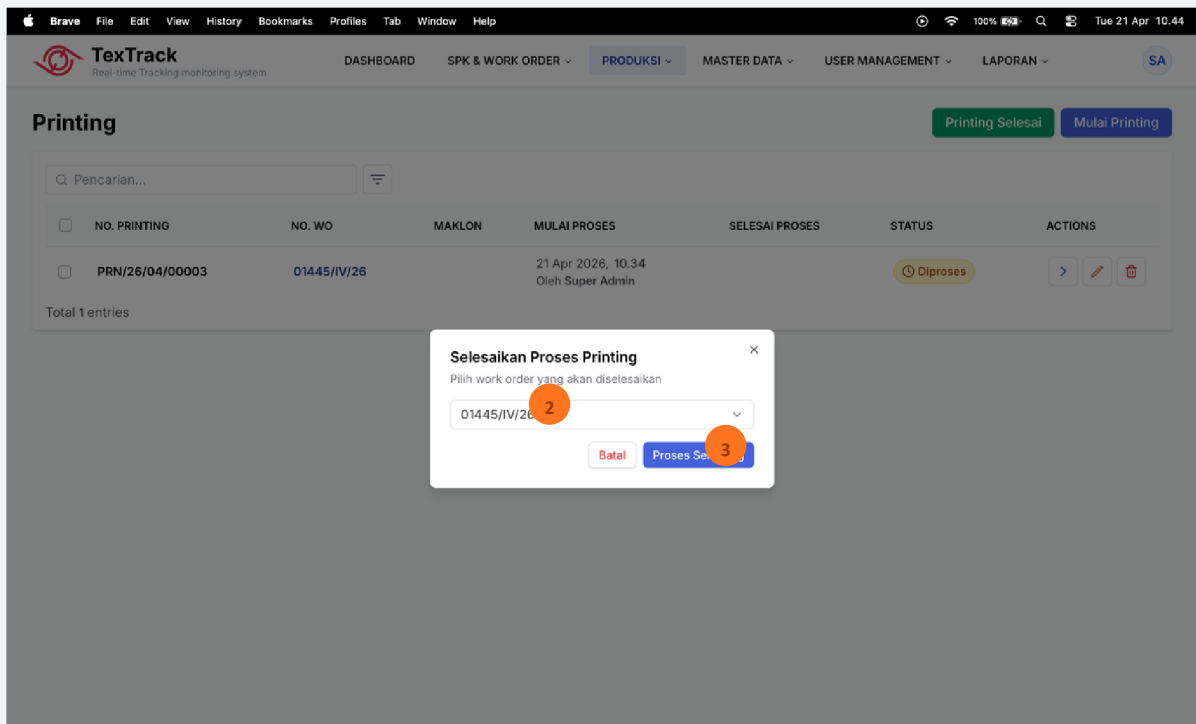 Brave File Edit View History Bookmarks Profiles Tab Window Help 100% Tue 21 Apr 10.44
TexTrack
Real-time Tracking monitoring system
DASHBOARD SPK & WORK ORDER PRODUKSI MASTER DATA USER MANAGEMENT LAPORAN SA
Printing
Printing Selesai Mulai Printing
Pencarian...
NO. PRINTING NO. WO MAKLON MULAI PROSES SELESAI PROSES STATUS ACTIONS
PRN/26/04/00003 01445/IV/26 21 Apr 2026, 10.34 Diproses
Oleh Super Admin
Total 1 entries
Selesaikan Proses Printing
Pilih work order yang akan diselesaikan
01445/IV/26 2
Batal Proses 3